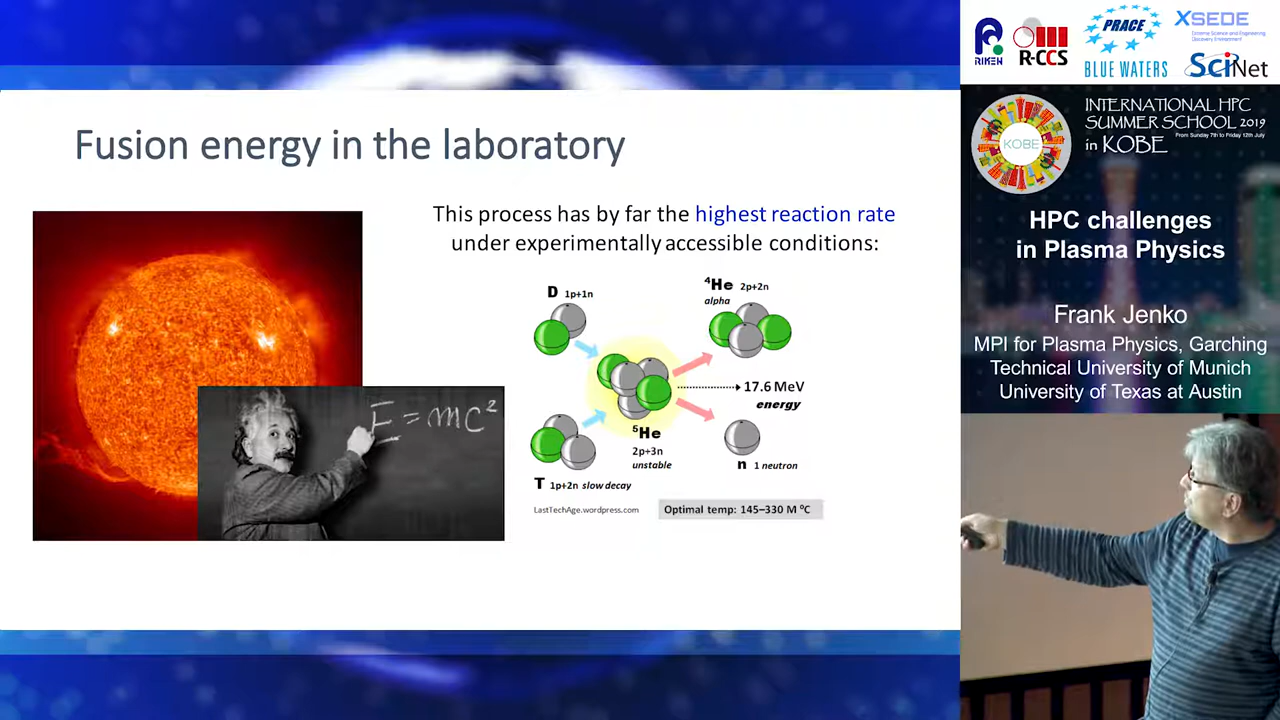 Fusion energy in the laboratory
This process has by far the highest reaction rate
under experimentally accessible conditions:
E = mc²
D 1p+1n
⁴He 2p+2n
alpha
17.6 MeV
energy
⁵He
2p+3n
unstable
n 1 neutron
T 1p+2n slow decay
LastTechAge.wordpress.com
Optimal temp: 145–330 M °C
RIKEN
R-CCS
PRACE
BLUE WATERS
XSEDE
Extreme Science and Engineering
Discovery Environment
SciNet
KOBE
INTERNATIONAL HPC
SUMMER SCHOOL 2019
From Sunday 7th to Friday 12th July
in KOBE
HPC challenges
in Plasma Physics
Frank Jenko
MPI for Plasma Physics, Garching
Technical University of Munich
University of Texas at Austin